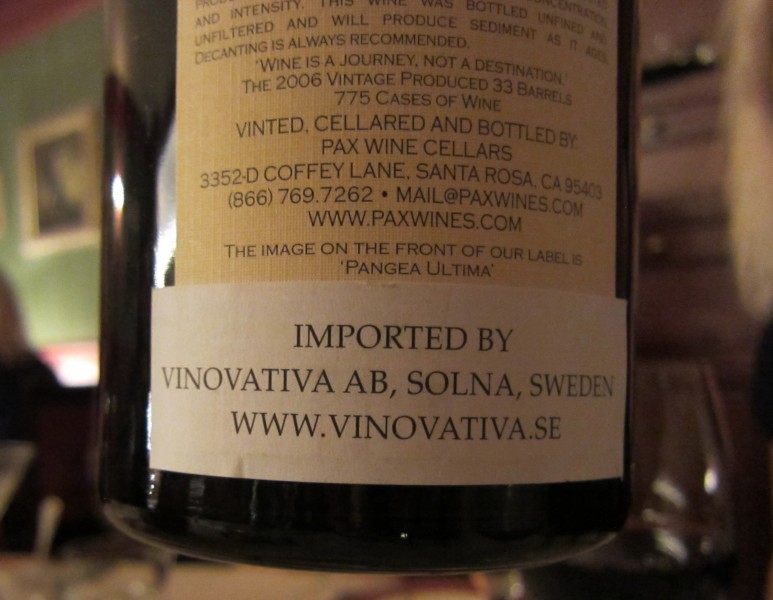 CONCENTRATION
AND INTENSITY. THIS WINE WAS BOTTLED UNFINED AND
UNFILTERED AND WILL PRODUCE SEDIMENT AS IT AGES
DECANTING IS ALWAYS RECOMMENDED.
'WINE IS A JOURNEY, NOT A DESTINATION.'
THE 2006 VINTAGE PRODUCED 33 BARRELS
775 CASES OF WINE
VINTED, CELLARED AND BOTTLED BY:
PAX WINE CELLARS
3352-D COFFEY LANE, SANTA ROSA, CA 95403
(866) 769.7262 • MAIL@PAXWINES.COM
WWW.PAXWINES.COM
THE IMAGE ON THE FRONT OF OUR LABEL IS
'PANGEA ULTIMA'
IMPORTED BY
VINOVATIVA AB, SOLNA, SWEDEN
WWW.VINOVATIVA.SE